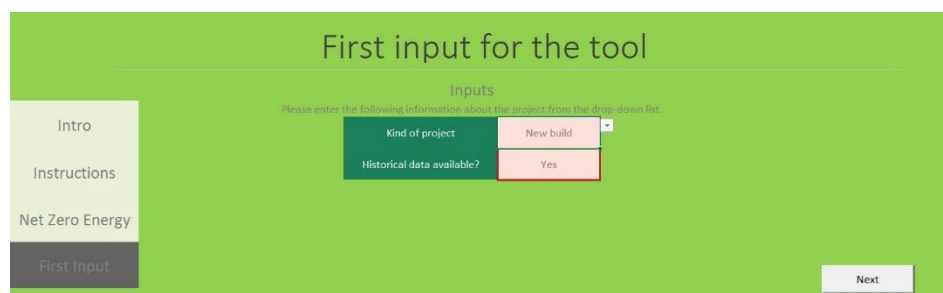 First input for the tool
Inputs
Please enter the following information about the project from the drop-down list.
Kind of project New build
Historical data available? Yes
Intro
Instructions
Net Zero Energy
First Input
Next